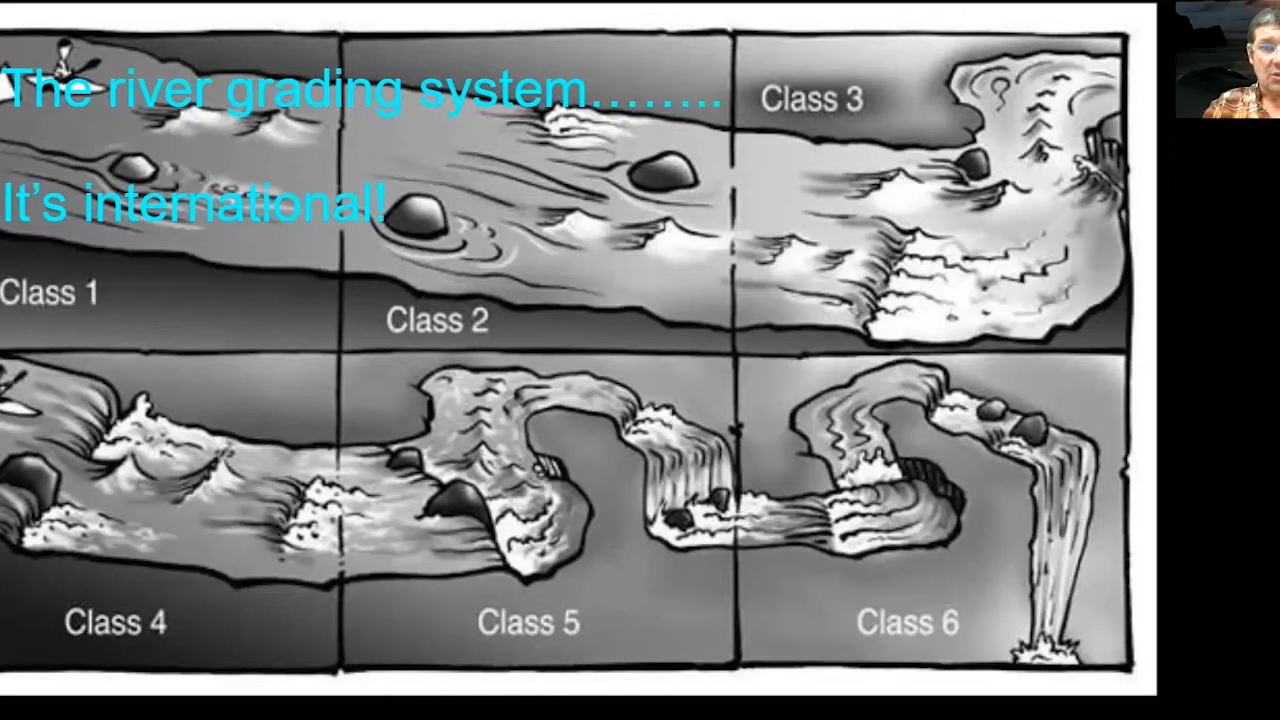 The river grading system........
Class 3
It's international!
Class 1
Class 2
Class 4
Class 5
Class 6